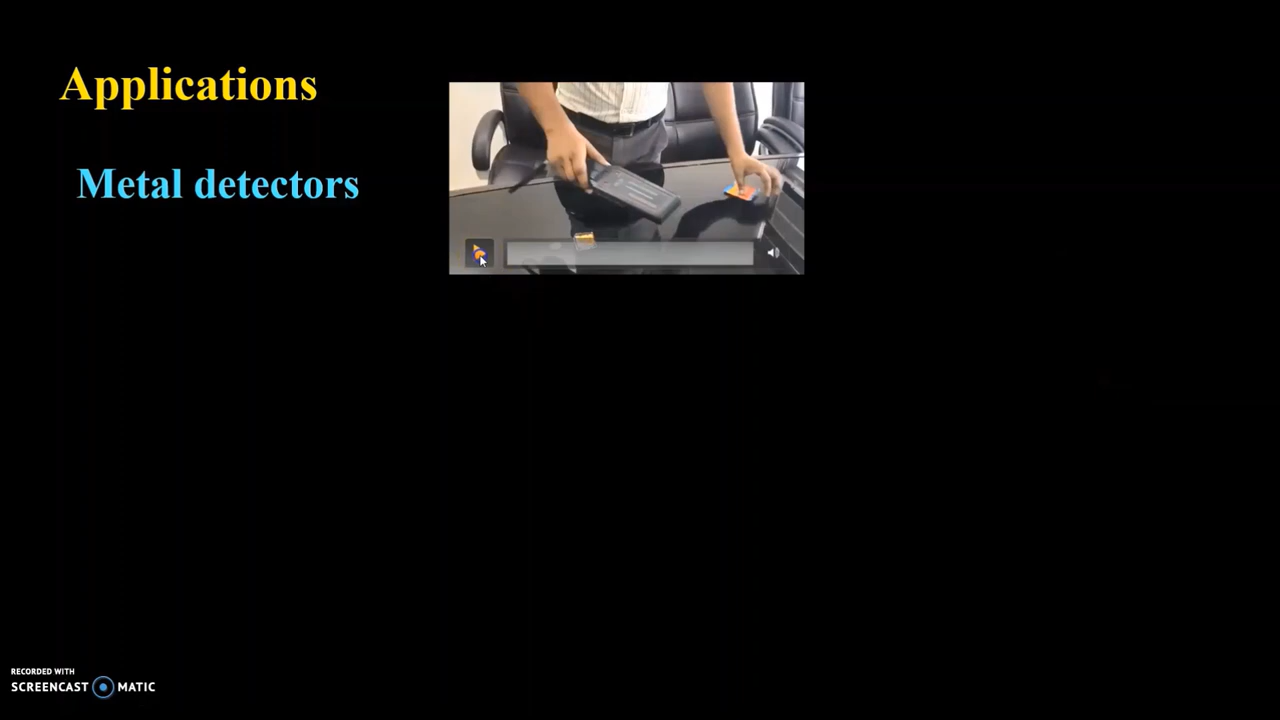 Applications
Metal detectors
RECORDED WITH
SCREENCAST MATIC